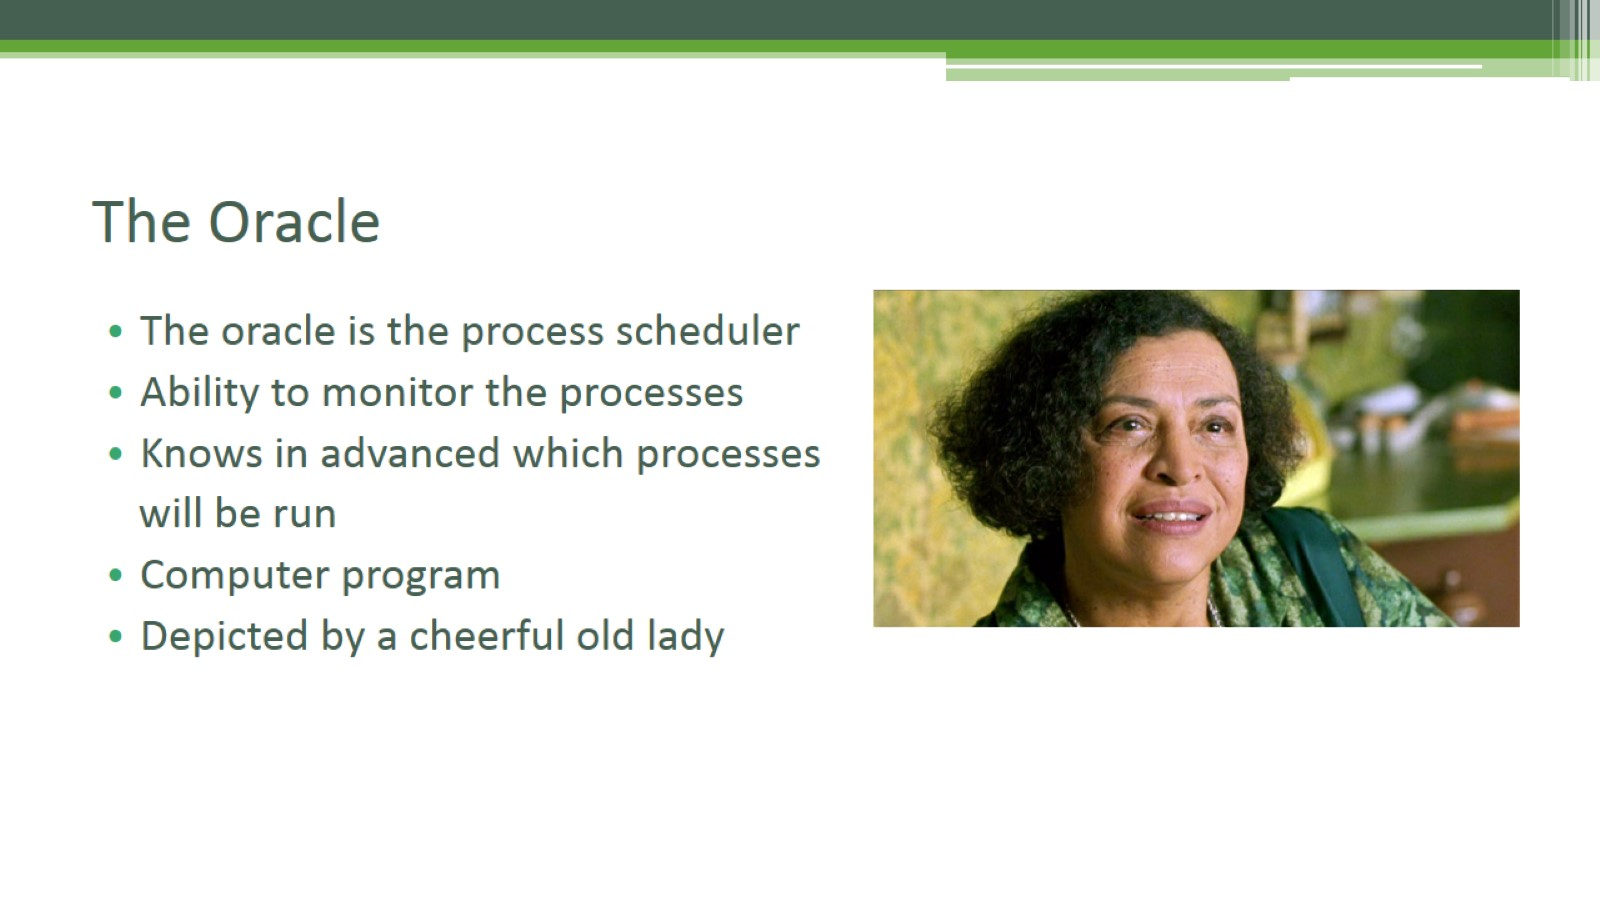 The Oracle
• The oracle is the process scheduler
• Ability to monitor the processes
• Knows in advanced which processes
will be run
• Computer program
• Depicted by a cheerful old lady